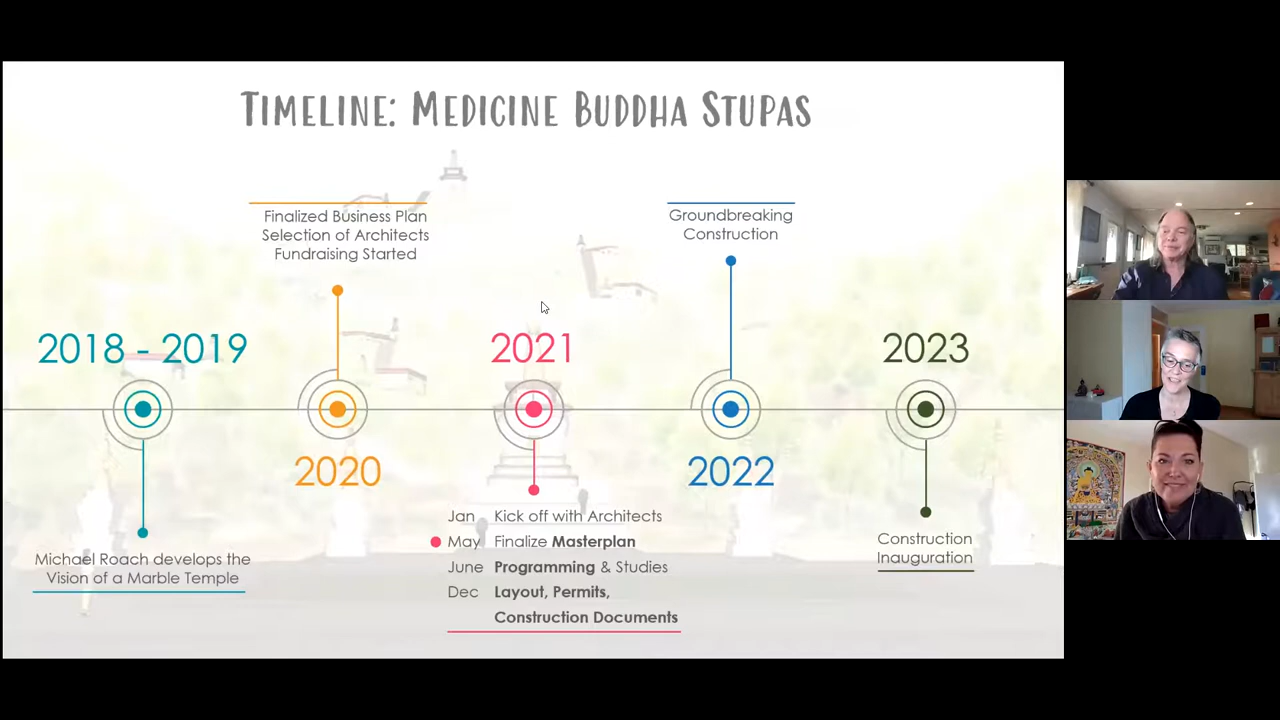 TIMELINE: MEDICINE BUDDHA STUPAS
Finalized Business Plan
Selection of Architects
Fundraising Started
Groundbreaking
Construction
2018 - 2019
2021
2023
2020
2022
Michael Roach develops the
Vision of a Marble Temple
Jan Kick off with Architects
May Finalize Masterplan
June Programming & Studies
Dec Layout, Permits,
Construction Documents
Construction
Inauguration